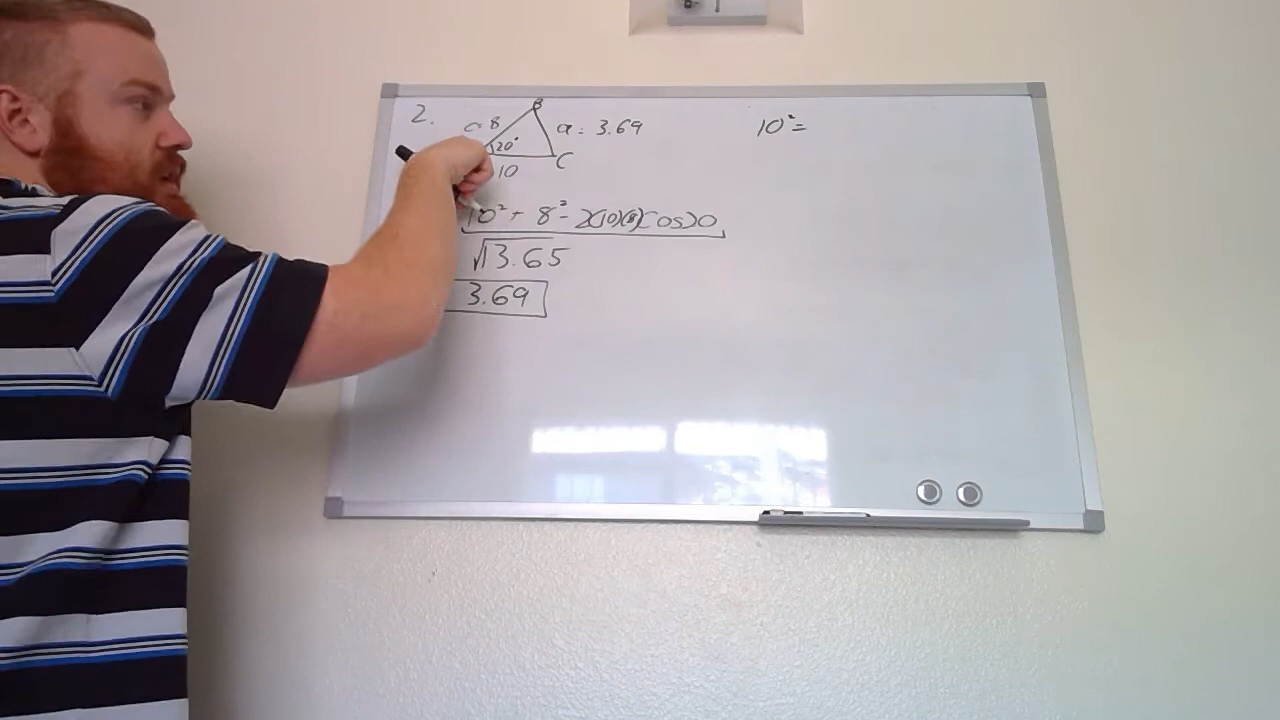 2.
B
c = 8
a = 3.69
20°
C
10
10² =
10² + 8² - 2(10)(8)Cos20
√13.65
3.69